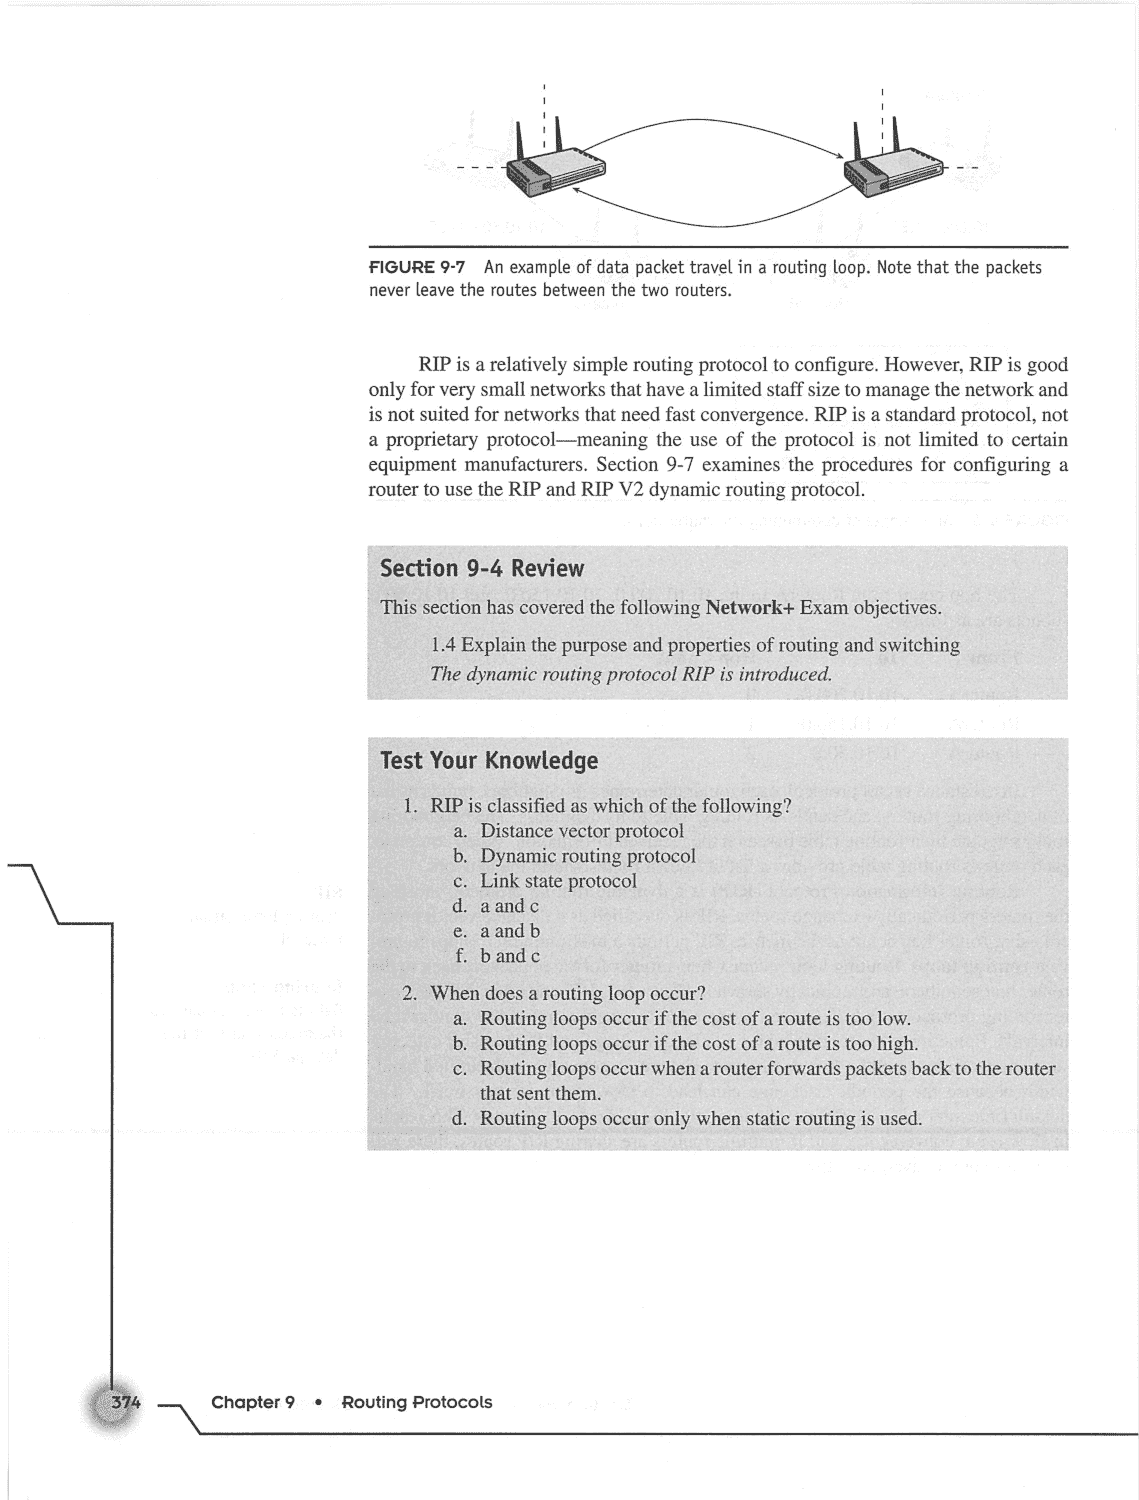 FIGURE 9-7 An example of data packet travel in a routing loop. Note that the packets
never leave the routes between the two routers.
RIP is a relatively simple routing protocol to configure. However, RIP is good
only for very small networks that have a limited staff size to manage the network and
is not suited for networks that need fast convergence. RIP is a standard protocol, not
a proprietary protocol—meaning the use of the protocol is not limited to certain
equipment manufacturers. Section 9-7 examines the procedures for configuring a
router to use the RIP and RIP V2 dynamic routing protocol.
Section 9-4 Review
This section has covered the following Network+ Exam objectives.
1.4 Explain the purpose and properties of routing and switching
The dynamic routing protocol RIP is introduced.
Test Your Knowledge
1. RIP is classified as which of the following?
a. Distance vector protocol
b. Dynamic routing protocol
c. Link state protocol
d. a and c
e. a and b
f. b and c
2. When does a routing loop occur?
a. Routing loops occur if the cost of a route is too low.
b. Routing loops occur if the cost of a route is too high.
c. Routing loops occur when a router forwards packets back to the router
that sent them.
d. Routing loops occur only when static routing is used.
374 Chapter 9 • Routing Protocols